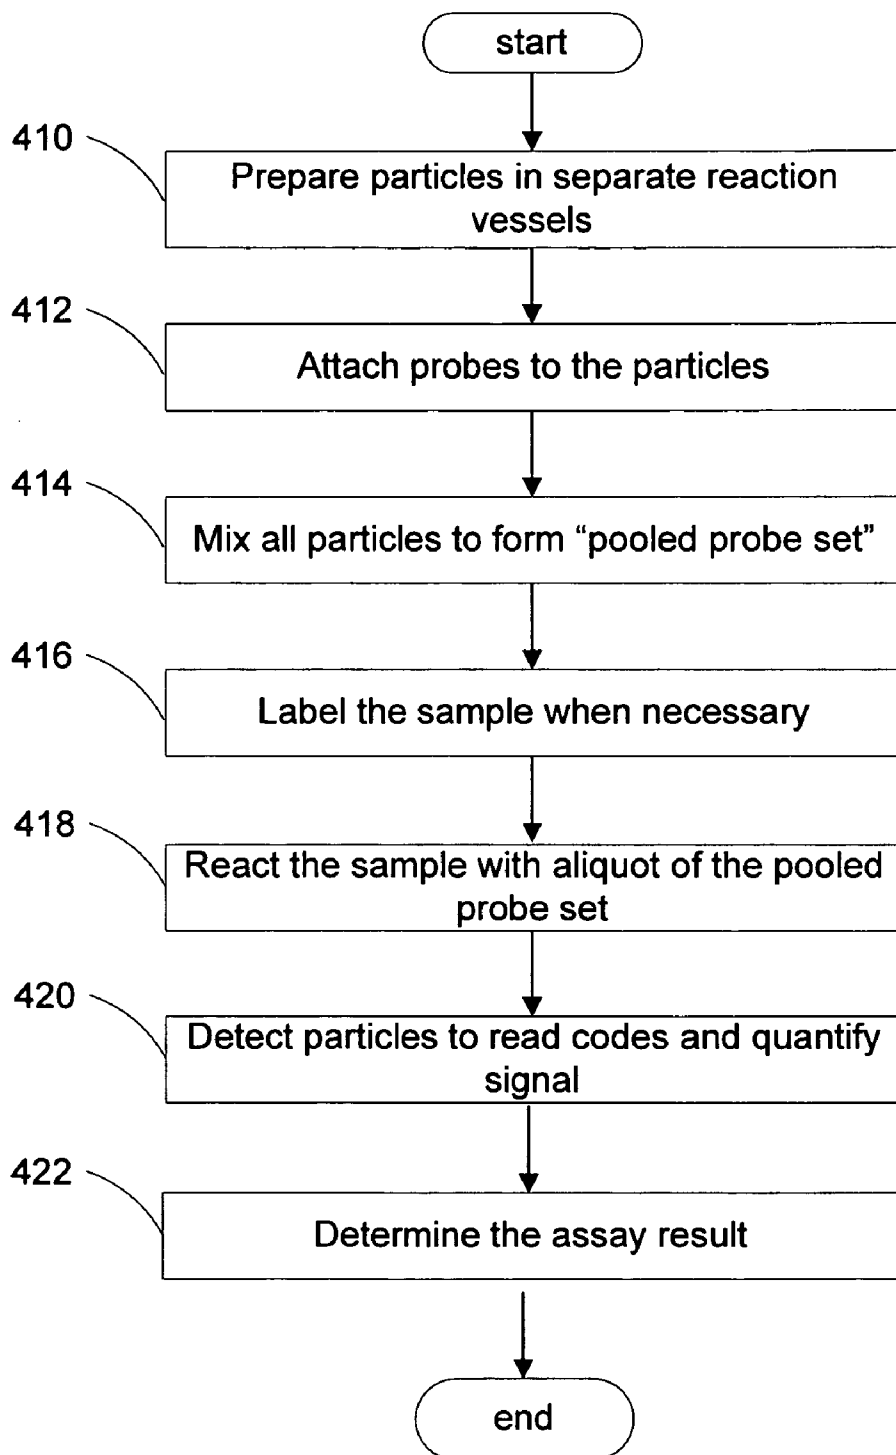 start
410
Prepare particles in separate reaction
vessels
412
Attach probes to the particles
414
Mix all particles to form “pooled probe set”
416
Label the sample when necessary
418
React the sample with aliquot of the pooled
probe set
420
Detect particles to read codes and quantify
signal
422
Determine the assay result
end